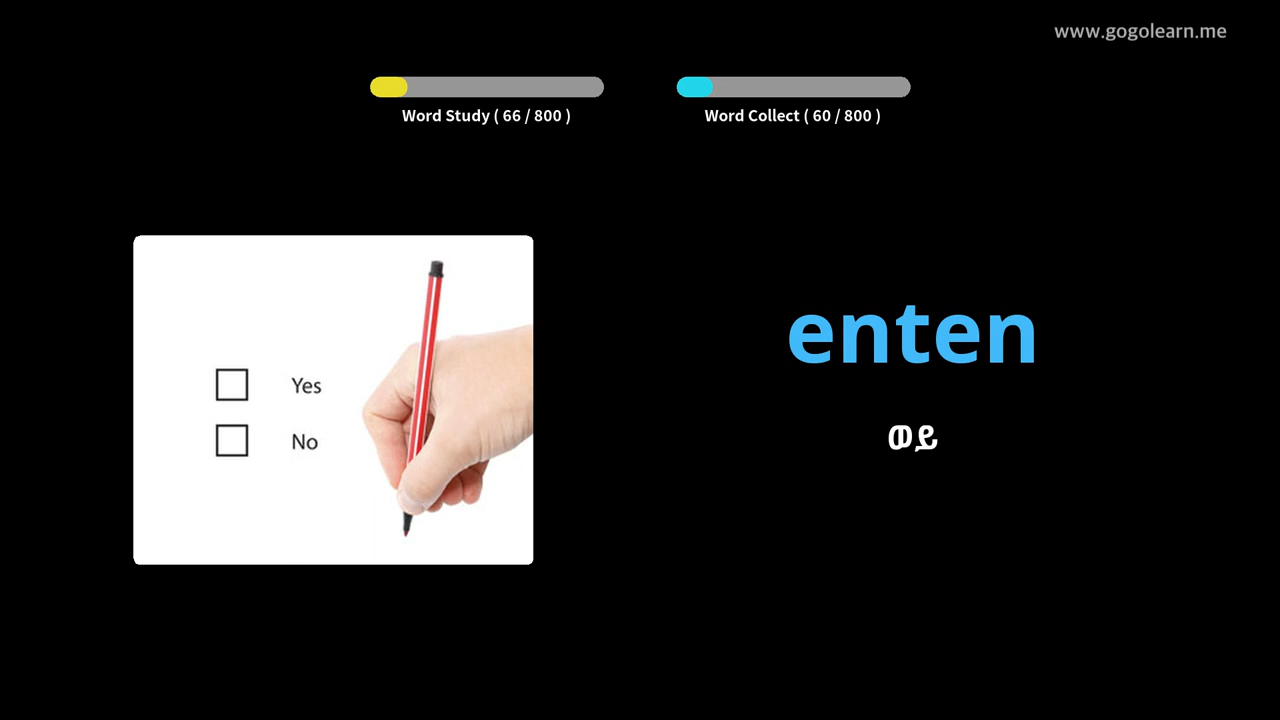 www.gogolearn.me
Word Study ( 66 / 800 )
Word Collect ( 60 / 800 )
Yes
No
enten
ወይ